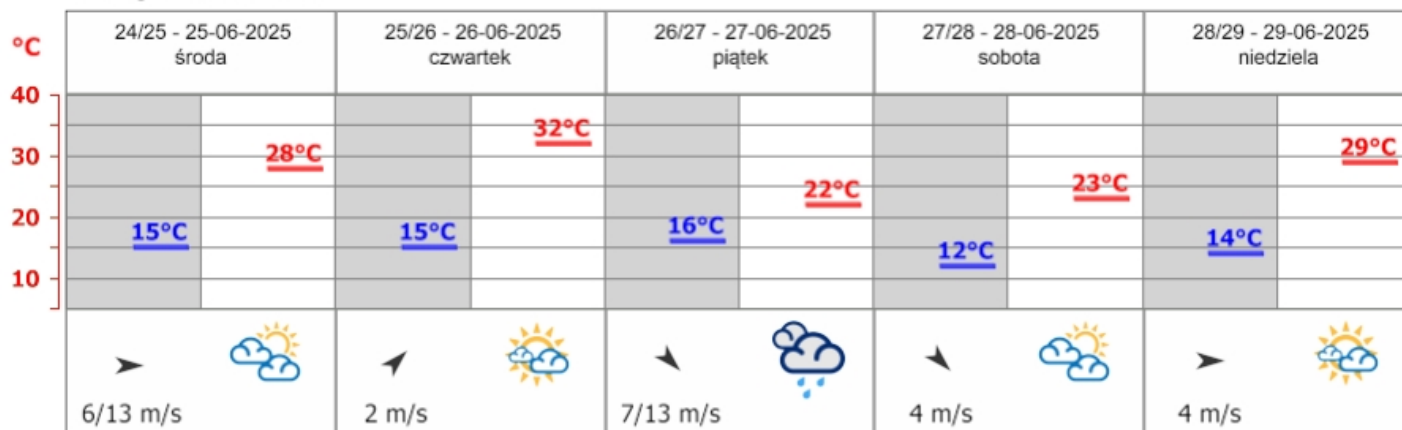 24/25 - 25-06-2025 25/26 - 26-06-2025 26/27 - 27-06-2025 27/28 - 28-06-2025 28/29 - 29-06-2025
°C środa czwartek piątek sobota niedziela
40
32°C
30 28°C 29°C
22°C 23°C
20
15°C 15°C 16°C 12°C 14°C
10
6/13 m/s 2 m/s 7/13 m/s 4 m/s 4 m/s